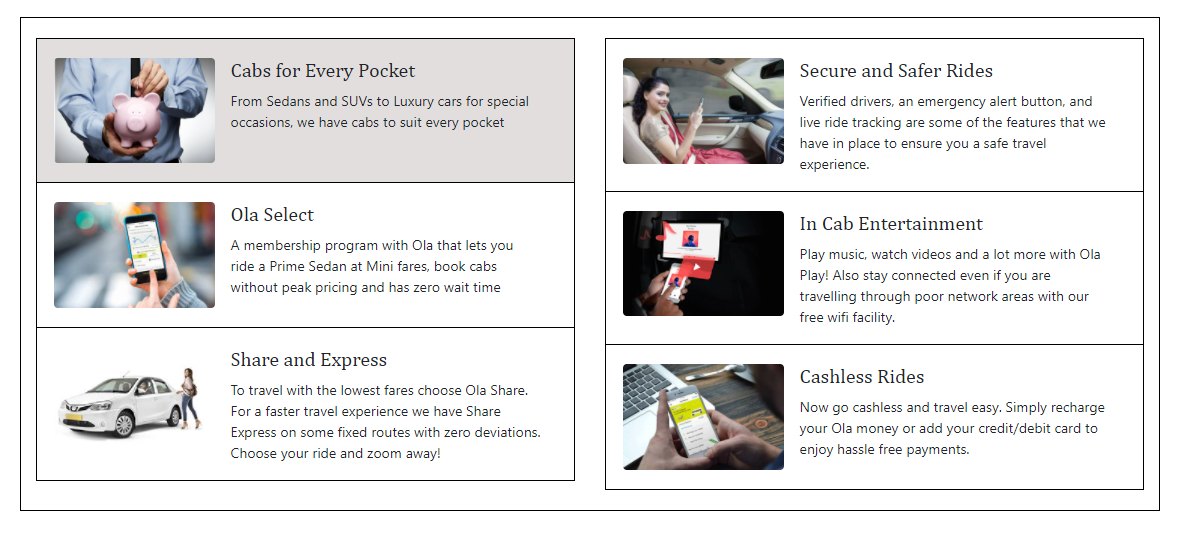 Cabs for Every Pocket
From Sedans and SUVs to Luxury cars for special
occasions, we have cabs to suit every pocket
Ola Select
A membership program with Ola that lets you
ride a Prime Sedan at Mini fares, book cabs
without peak pricing and has zero wait time
Share and Express
To travel with the lowest fares choose Ola Share.
For a faster travel experience we have Share
Express on some fixed routes with zero deviations.
Choose your ride and zoom away!
Secure and Safer Rides
Verified drivers, an emergency alert button, and
live ride tracking are some of the features that we
have in place to ensure you a safe travel
experience.
In Cab Entertainment
Play music, watch videos and a lot more with Ola
Play! Also stay connected even if you are
travelling through poor network areas with our
free wifi facility.
Cashless Rides
Now go cashless and travel easy. Simply recharge
your Ola money or add your credit/debit card to
enjoy hassle free payments.